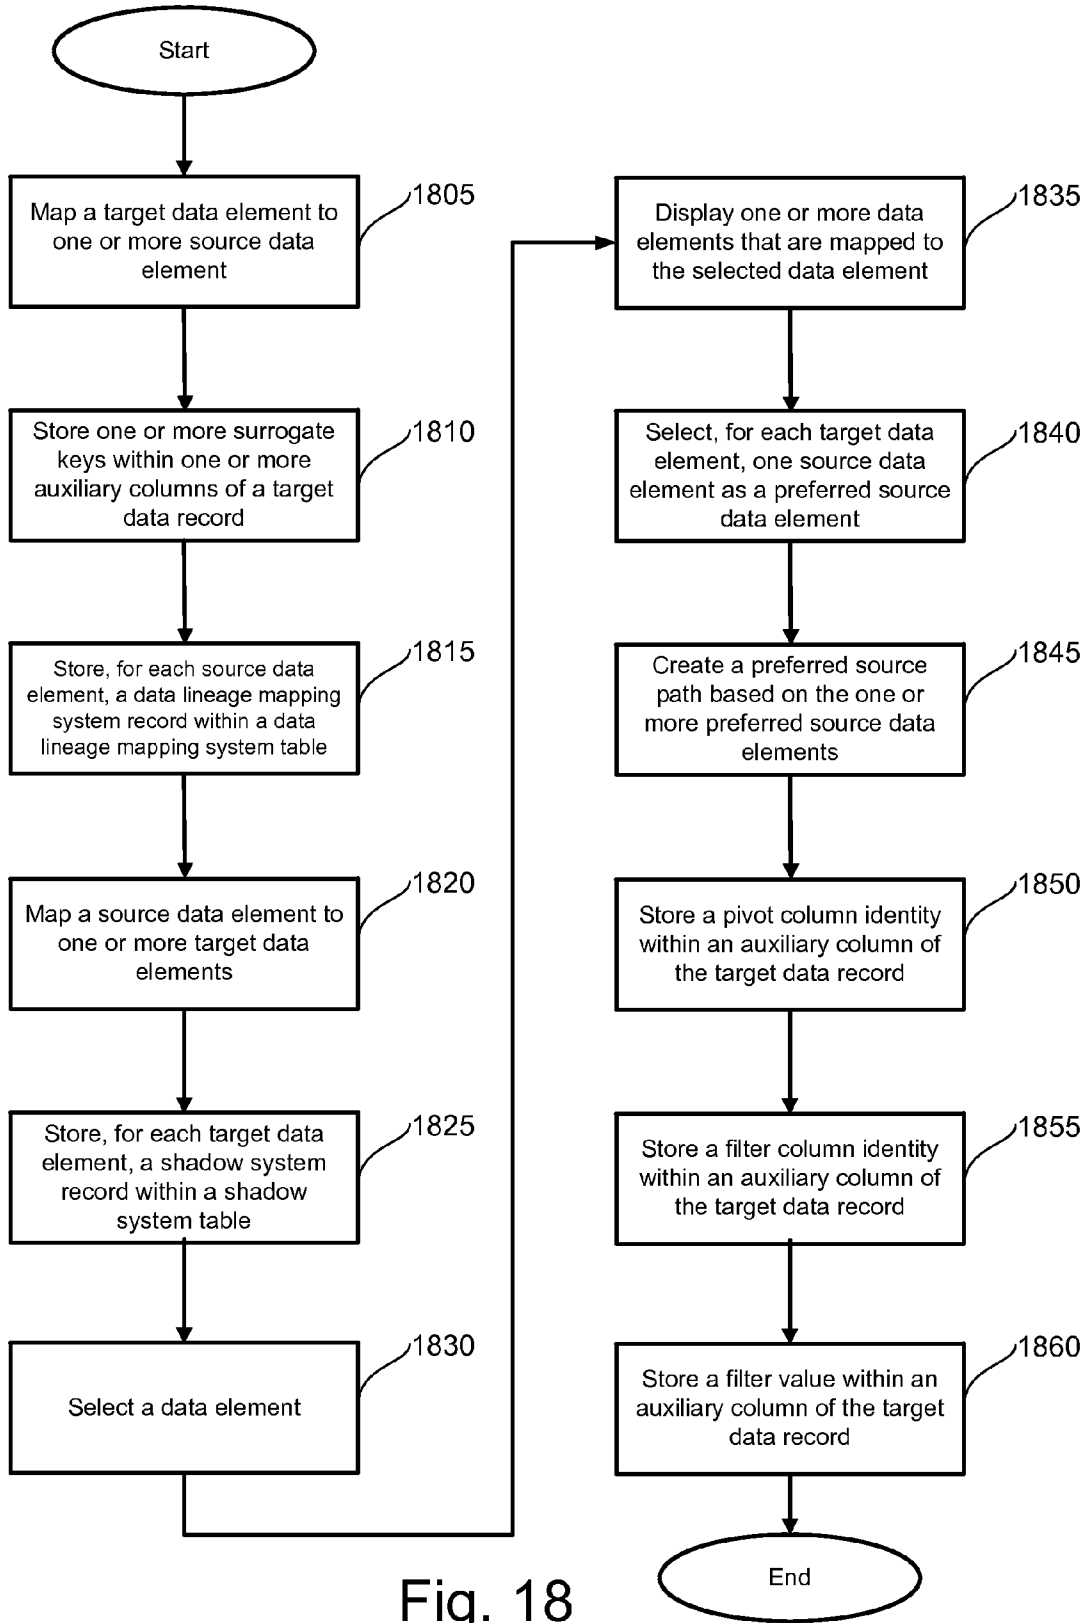 Start
Map a target data element to
one or more source data
element
1805
Store one or more surrogate
keys within one or more
auxiliary columns of a target
data record
1810
Store, for each source data
element, a data lineage mapping
system record within a data
lineage mapping system table
1815
Map a source data element to
one or more target data
elements
1820
Store, for each target data
element, a shadow system
record within a shadow
system table
1825
Select a data element
1830
Display one or more data
elements that are mapped to
the selected data element
1835
Select, for each target data
element, one source data
element as a preferred source
data element
1840
Create a preferred source
path based on the one or
more preferred source data
elements
1845
Store a pivot column identity
within an auxiliary column of
the target data record
1850
Store a filter column identity
within an auxiliary column of
the target data record
1855
Store a filter value within an
auxiliary column of the target
data record
1860
End
Fig. 18